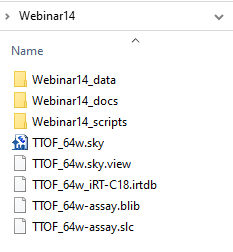 Webinar14
Name
Webinar14_data
Webinar14_docs
Webinar14_scripts
TTOF_64w.sky
TTOF_64w.sky.view
TTOF_64w_iRT-C18.irtdb
TTOF_64w-assay.blib
TTOF_64w-assay.slc